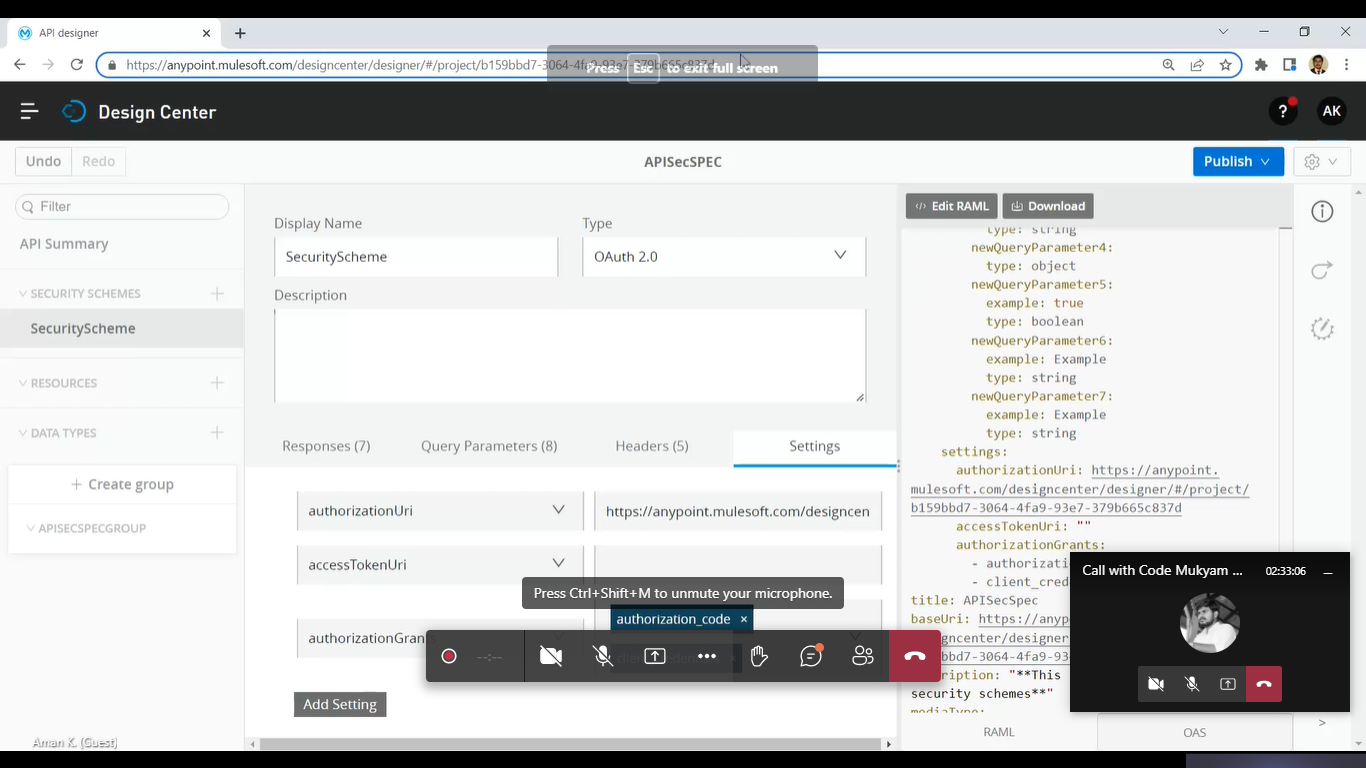 API designer
https://anypoint.mulesoft.com/designcenter/designer/#/project/b159bbd7-3064-4fa9-93e7-379b665c837d
Press Esc to exit full screen
Design Center
?
AK
Undo
Redo
APISecSPEC
Publish
Filter
API Summary
SECURITY SCHEMES
SecurityScheme
RESOURCES
DATA TYPES
+ Create group
APISECSPECGROUP
Display Name
Type
SecurityScheme
OAuth 2.0
Description
Responses (7)
Query Parameters (8)
Headers (5)
Settings
authorizationUri
https://anypoint.mulesoft.com/designcen
accessTokenUri
Press Ctrl+Shift+M to unmute your microphone.
authorization_code ×
authorizationGrants
--:--
Add Setting
Aman K. (Guest)
Edit RAML
Download
type: string
newQueryParameter4:
type: object
newQueryParameter5:
example: true
type: boolean
newQueryParameter6:
example: Example
type: string
newQueryParameter7:
example: Example
type: string
settings:
authorizationUri: https://anypoint.
mulesoft.com/designcenter/designer/#/project/
b159bbd7-3064-4fa9-93e7-379b665c837d
accessTokenUri: ""
authorizationGrants:
- authorizati
- client_cred
title: APISecSpec
baseUri: https://anyp
gncenter/designer
bbd7-3064-4fa9-93
cription: "**This
security schemes**"
mediaType:
RAML
OAS
Call with Code Mukyam ...
02:33:06